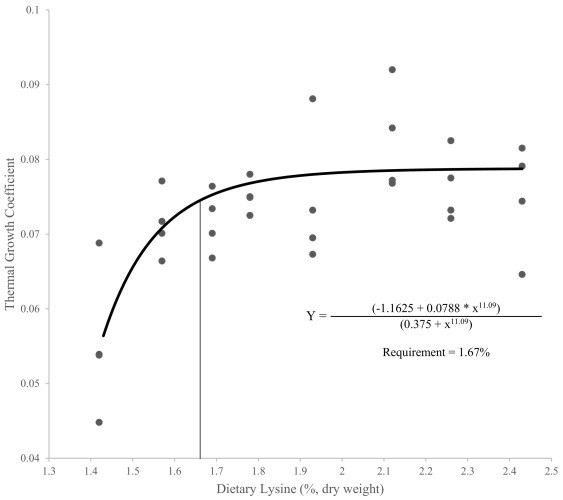 0.1
0.09
0.08
0.07
0.06
0.05
0.04
Thermal Growth Coefficient
Y = (-1.1625 + 0.0788 * x^11.09)
(0.375 + x^11.09)
Requirement = 1.67%
1.3 1.4 1.5 1.6 1.7 1.8 1.9 2 2.1 2.2 2.3 2.4 2.5
Dietary Lysine (%, dry weight)